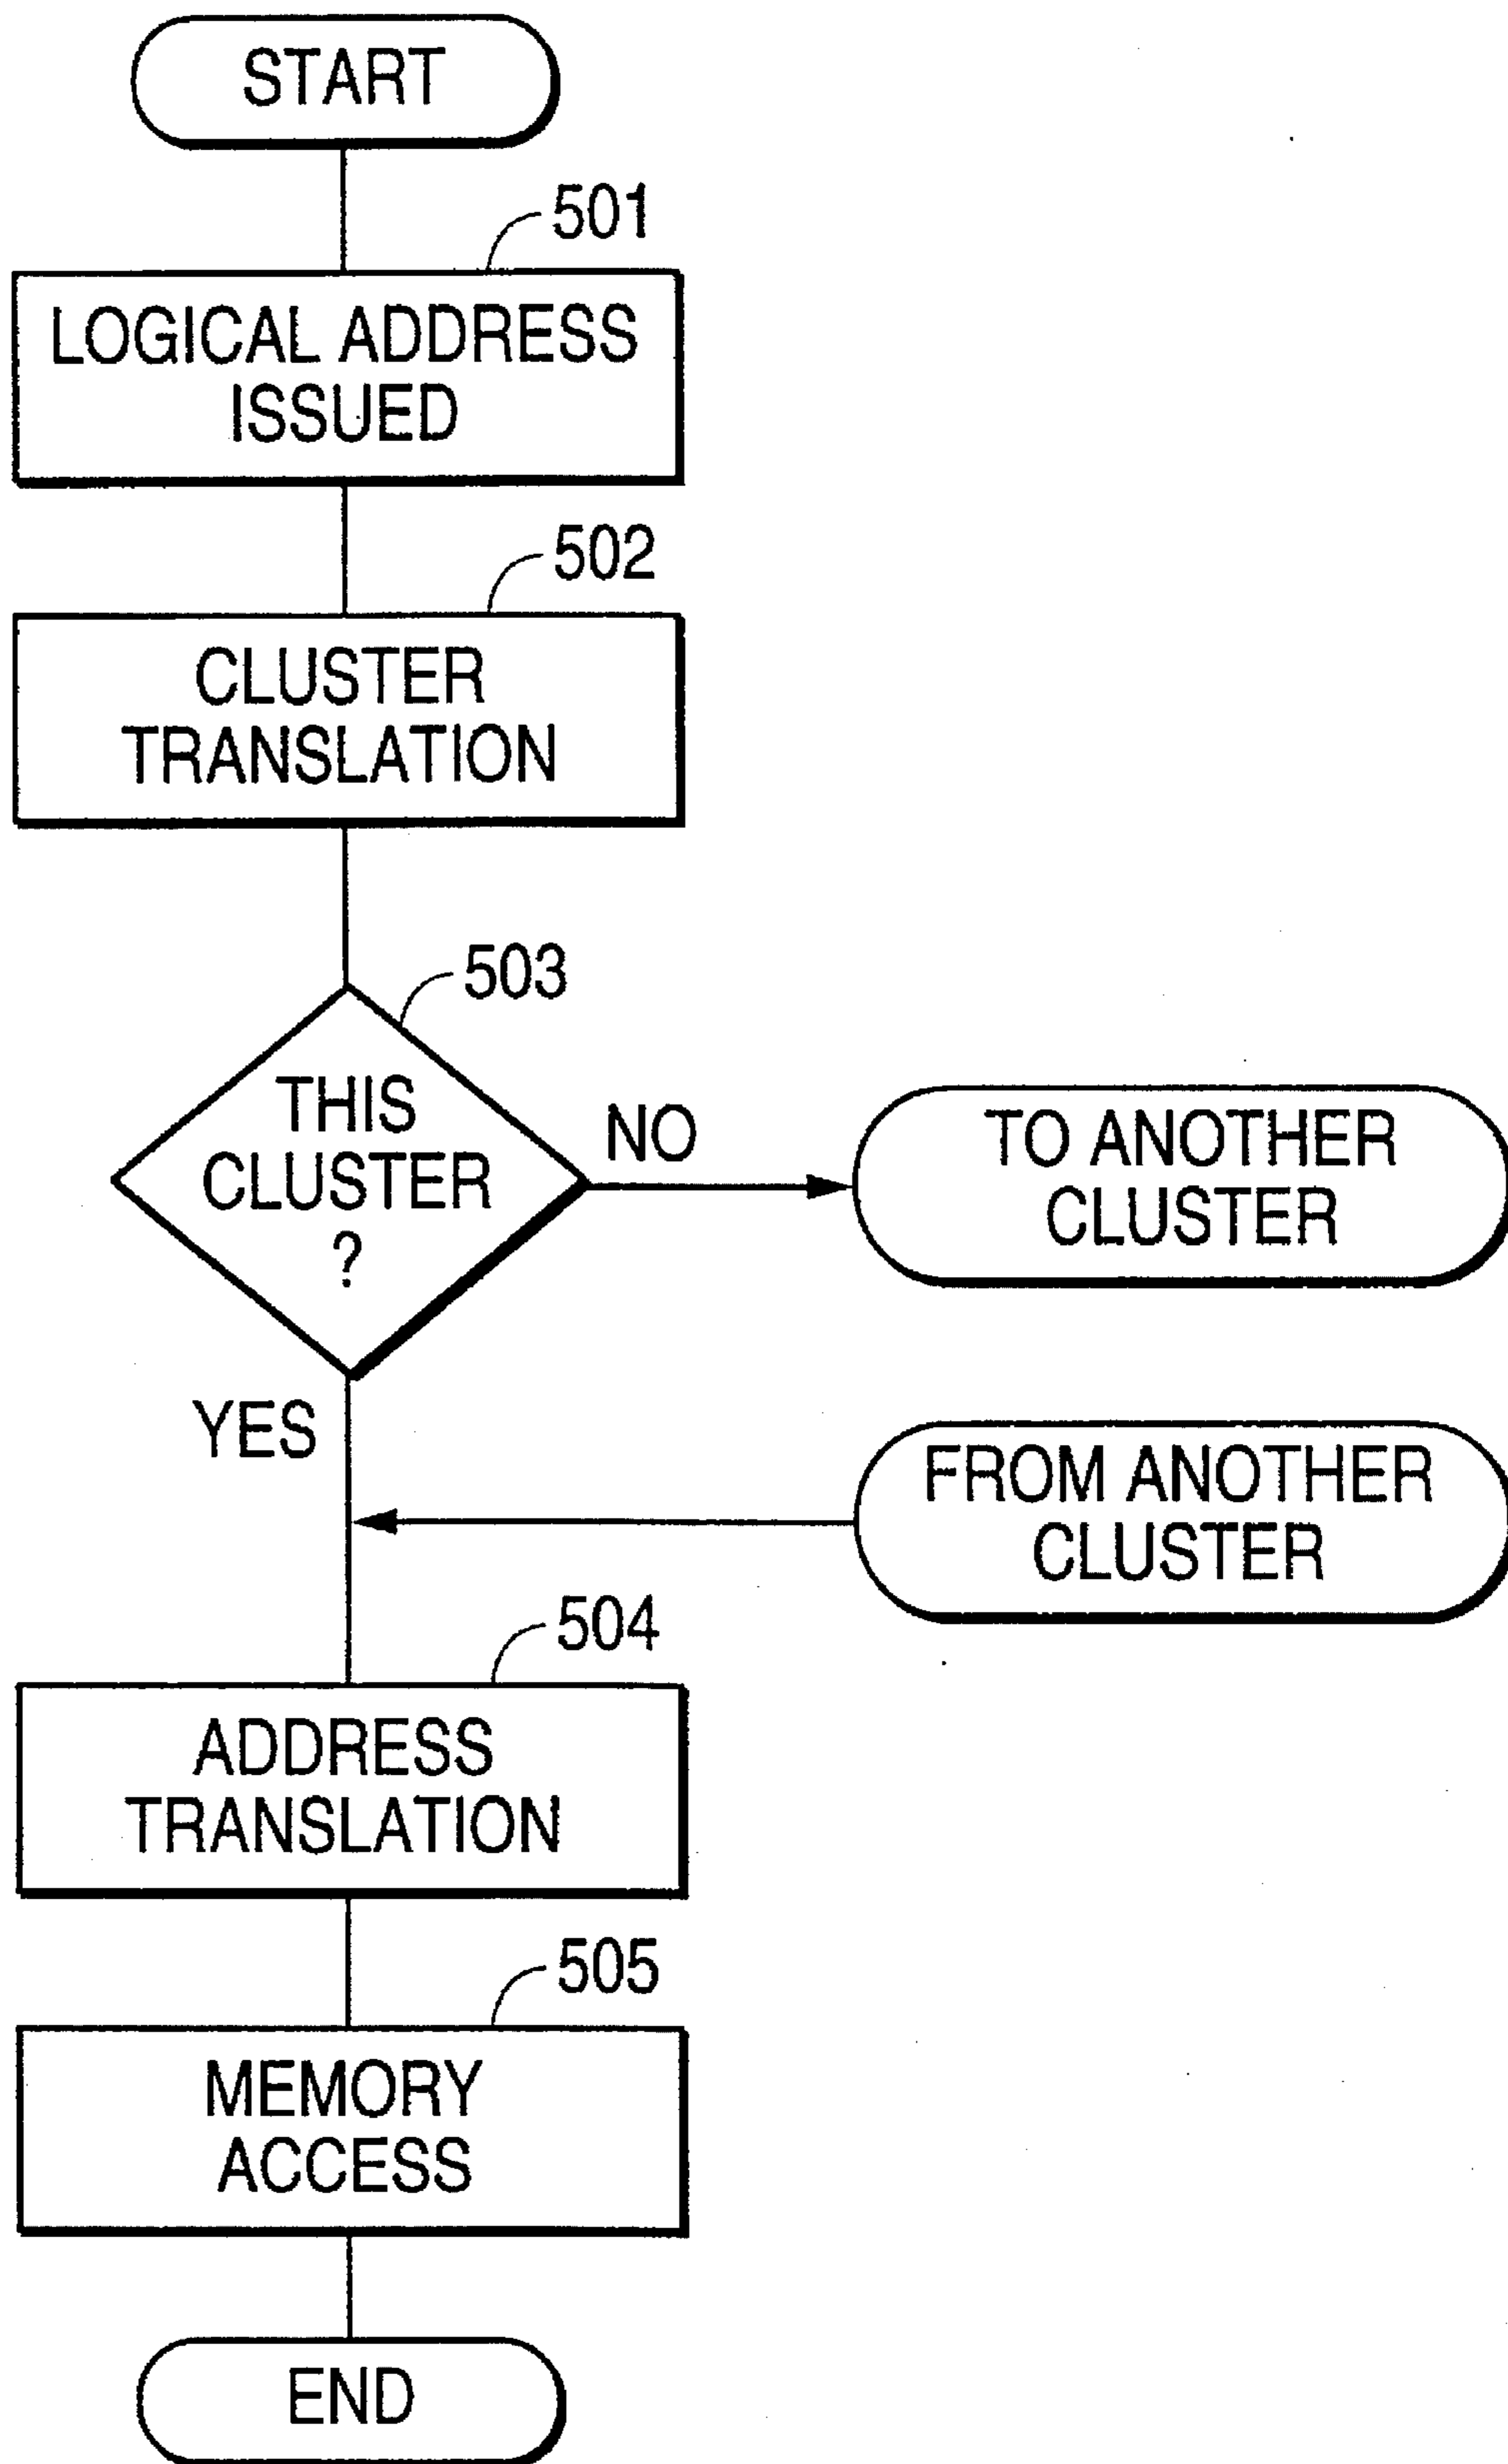 START
501
LOGICAL ADDRESS
ISSUED
502
CLUSTER
TRANSLATION
503
THIS
CLUSTER
?
NO
TO ANOTHER
CLUSTER
YES
FROM ANOTHER
CLUSTER
504
ADDRESS
TRANSLATION
505
MEMORY
ACCESS
END